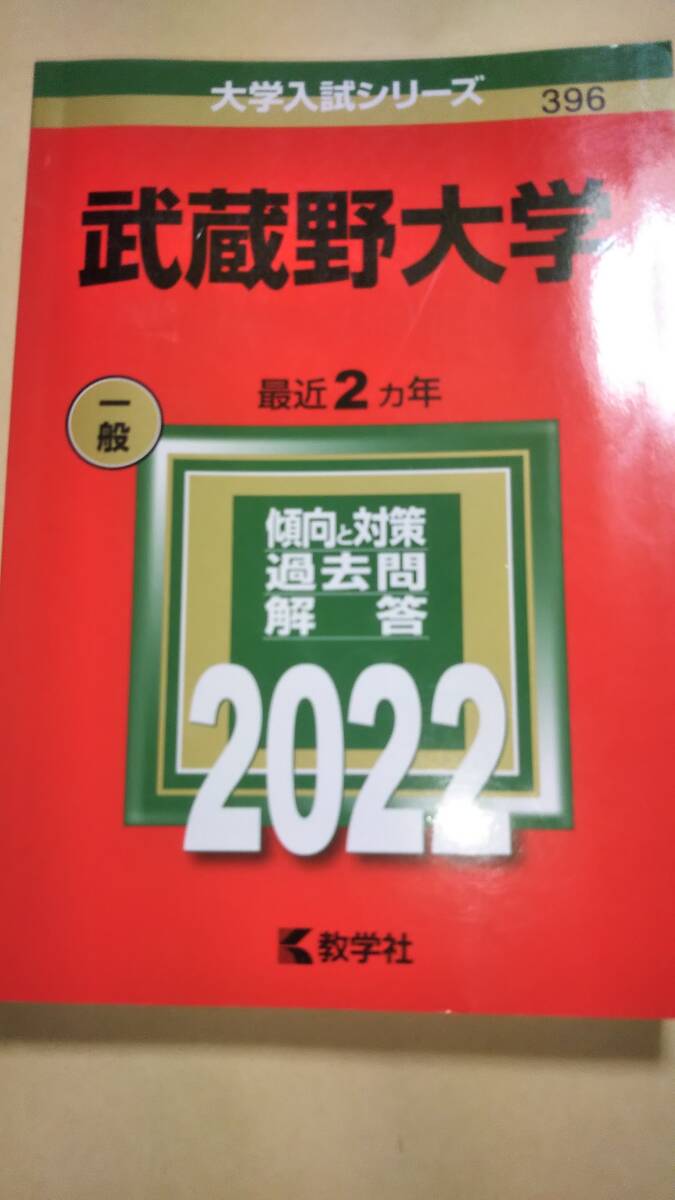 大学入試シリーズ
396
武蔵野大学
最近2ヵ年
一般
傾向と対策
過去問
解答
2022
教学社